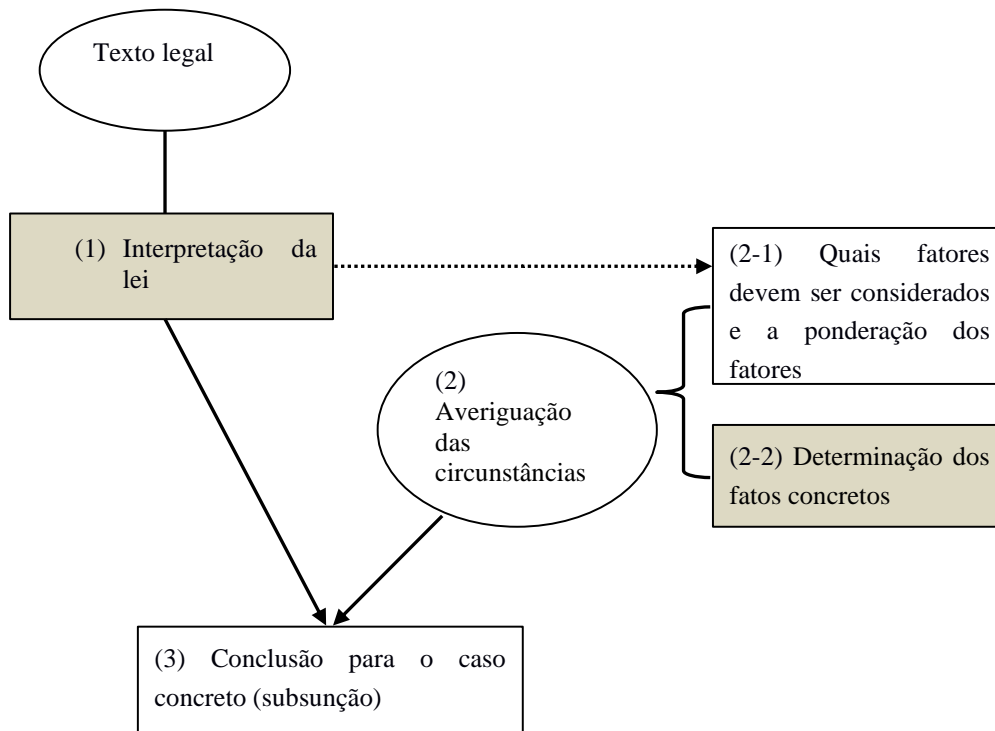 Texto legal
(1) Interpretação da
lei
(2-1) Quais fatores
devem ser considerados
e a ponderação dos
fatores
(2)
Averiguação
das
circunstâncias
(2-2) Determinação dos
fatos concretos
(3) Conclusão para o caso
concreto (subsunção)